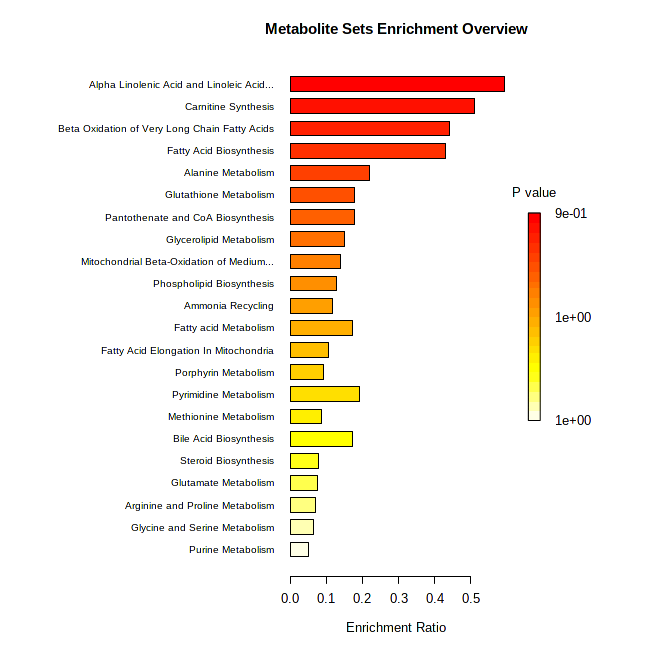 Metabolite Sets Enrichment Overview
Alpha Linolenic Acid and Linoleic Acid...
Carnitine Synthesis
Beta Oxidation of Very Long Chain Fatty Acids
Fatty Acid Biosynthesis
Alanine Metabolism
Glutathione Metabolism
Pantothenate and CoA Biosynthesis
Glycerolipid Metabolism
Mitochondrial Beta-Oxidation of Medium...
Phospholipid Biosynthesis
Ammonia Recycling
Fatty acid Metabolism
Fatty Acid Elongation In Mitochondria
Porphyrin Metabolism
Pyrimidine Metabolism
Methionine Metabolism
Bile Acid Biosynthesis
Steroid Biosynthesis
Glutamate Metabolism
Arginine and Proline Metabolism
Glycine and Serine Metabolism
Purine Metabolism
0.0 0.1 0.2 0.3 0.4 0.5
Enrichment Ratio
P value
9e-01
1e+00
1e+00